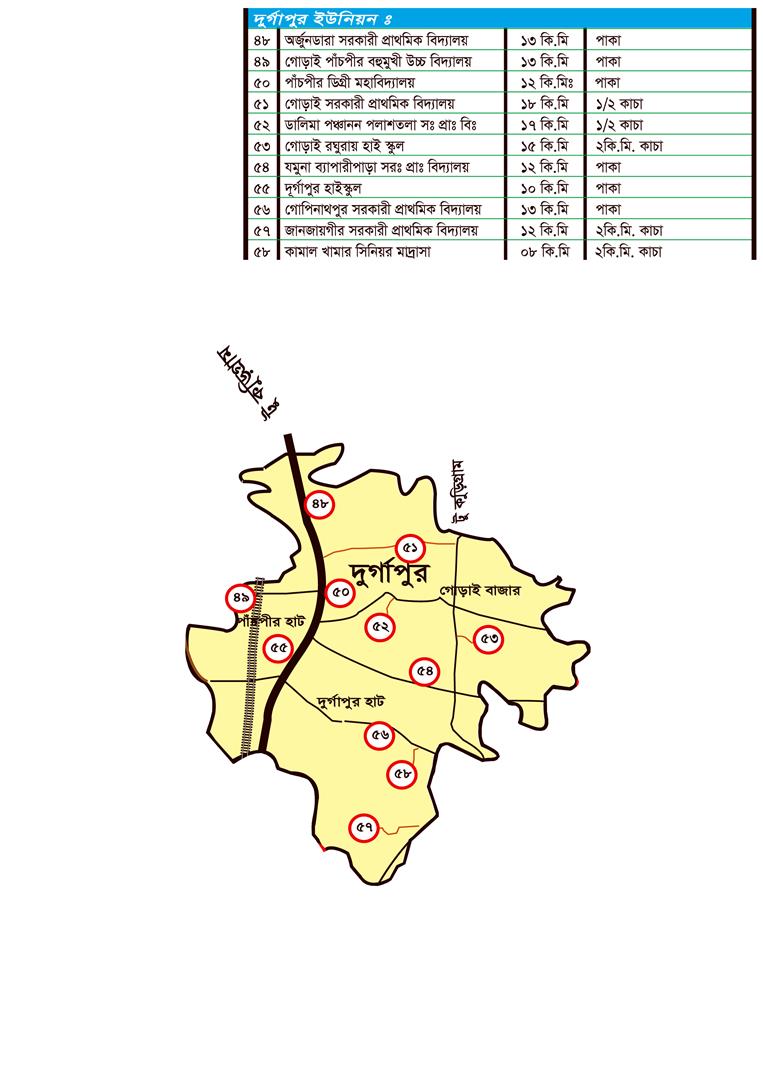 দুর্গাপুর ইউনিয়ন ঃ
৪৮ অর্জুনডারা সরকারী প্রাথমিক বিদ্যালয় ১৩ কি.মি পাকা
৪৯ গোড়াই পাঁচপীর বহুমুখী উচ্চ বিদ্যালয় ১৩ কি.মি পাকা
৫০ পাঁচপীর ডিগ্রী মহাবিদ্যালয় ১২ কি.মিঃ পাকা
৫১ গোড়াই সরকারী প্রাথমিক বিদ্যালয় ১৮ কি.মি ১/২ কাচা
৫২ ডালিমা পঞ্চানন পলাশতলা সঃ প্রাঃ বিঃ ১৭ কি.মি ১/২ কাচা
৫৩ গোড়াই রঘুরায় হাই স্কুল ১৫ কি.মি ২কি.মি. কাচা
৫৪ যমুনা ব্যাপারীপাড়া সরঃ প্রাঃ বিদ্যালয় ১২ কি.মি পাকা
৫৫ দূর্গাপুর হাইস্কুল ১০ কি.মি পাকা
৫৬ গোপিনাথপুর সরকারী প্রাথমিক বিদ্যালয় ১৩ কি.মি পাকা
৫৭ জানজায়গীর সরকারী প্রাথমিক বিদ্যালয় ১২ কি.মি ২কি.মি. কাচা
৫৮ কামাল খামার সিনিয়র মাদ্রাসা ০৮ কি.মি ২কি.মি. কাচা
টু কুড়িগ্রাম
টু কুড়িগ্রাম
৪৮
৫১
দুর্গাপুর
৪৯
৫০
গোড়াই বাজার
পাঁচপীর হাট
৫২
৫৩
৫৫
৫৪
দুর্গাপুর হাট
৫৬
৫৮
৫৭